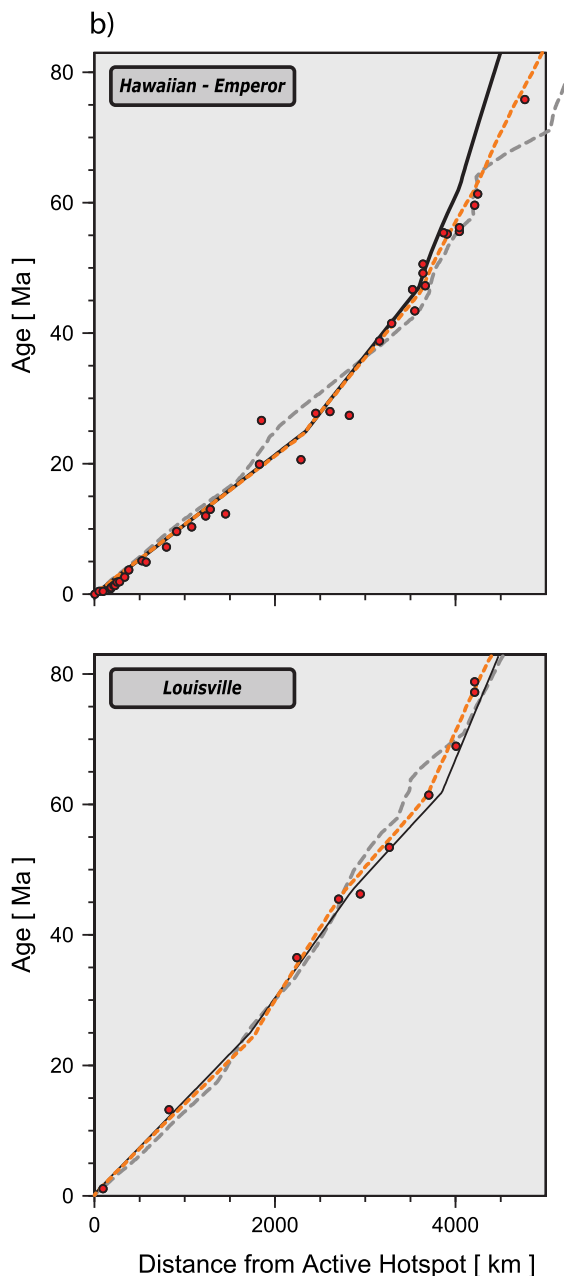 b)
Hawaiian - Emperor
80
60
40
20
0
Age [ Ma ]
Louisville
80
60
40
20
0
Age [ Ma ]
0 2000 4000
Distance from Active Hotspot [ km ]